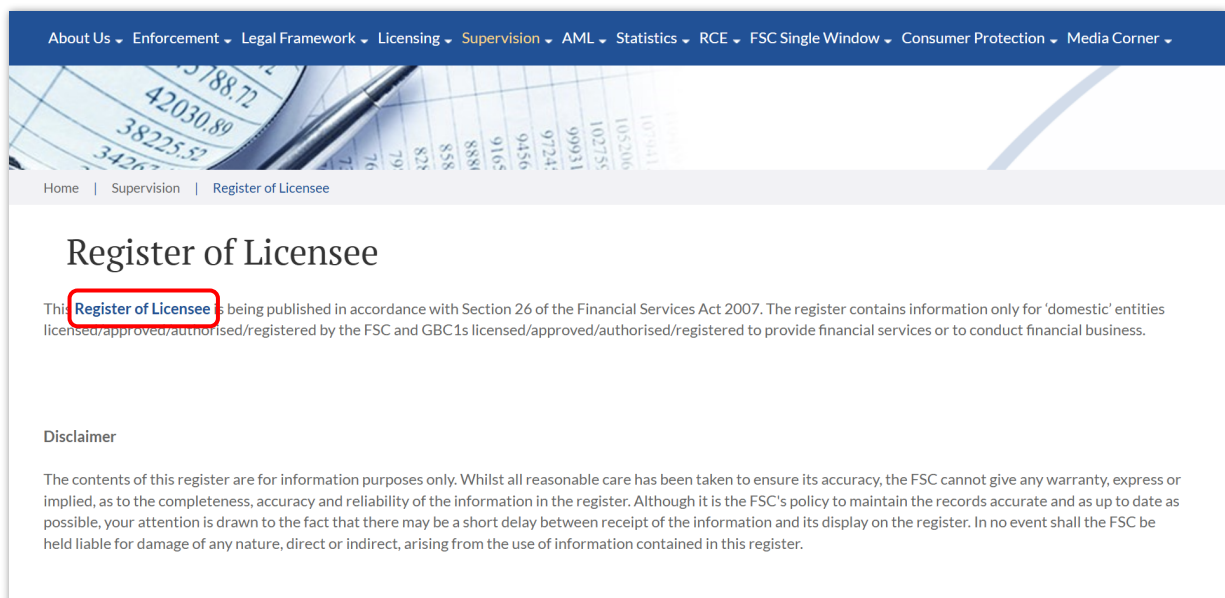 About Us Enforcement Legal Framework Licensing Supervision AML Statistics RCE FSC Single Window Consumer Protection Media Corner
5788.72
42030.89
38225.52
Home | Supervision | Register of Licensee
Register of Licensee
This Register of Licensee is being published in accordance with Section 26 of the Financial Services Act 2007. The register contains information only for ‘domestic’ entities
licensed/approved/authorised/registered by the FSC and GBC1s licensed/approved/authorised/registered to provide financial services or to conduct financial business.
Disclaimer
The contents of this register are for information purposes only. Whilst all reasonable care has been taken to ensure its accuracy, the FSC cannot give any warranty, express or
implied, as to the completeness, accuracy and reliability of the information in the register. Although it is the FSC's policy to maintain the records accurate and as up to date as
possible, your attention is drawn to the fact that there may be a short delay between receipt of the information and its display on the register. In no event shall the FSC be
held liable for damage of any nature, direct or indirect, arising from the use of information contained in this register.